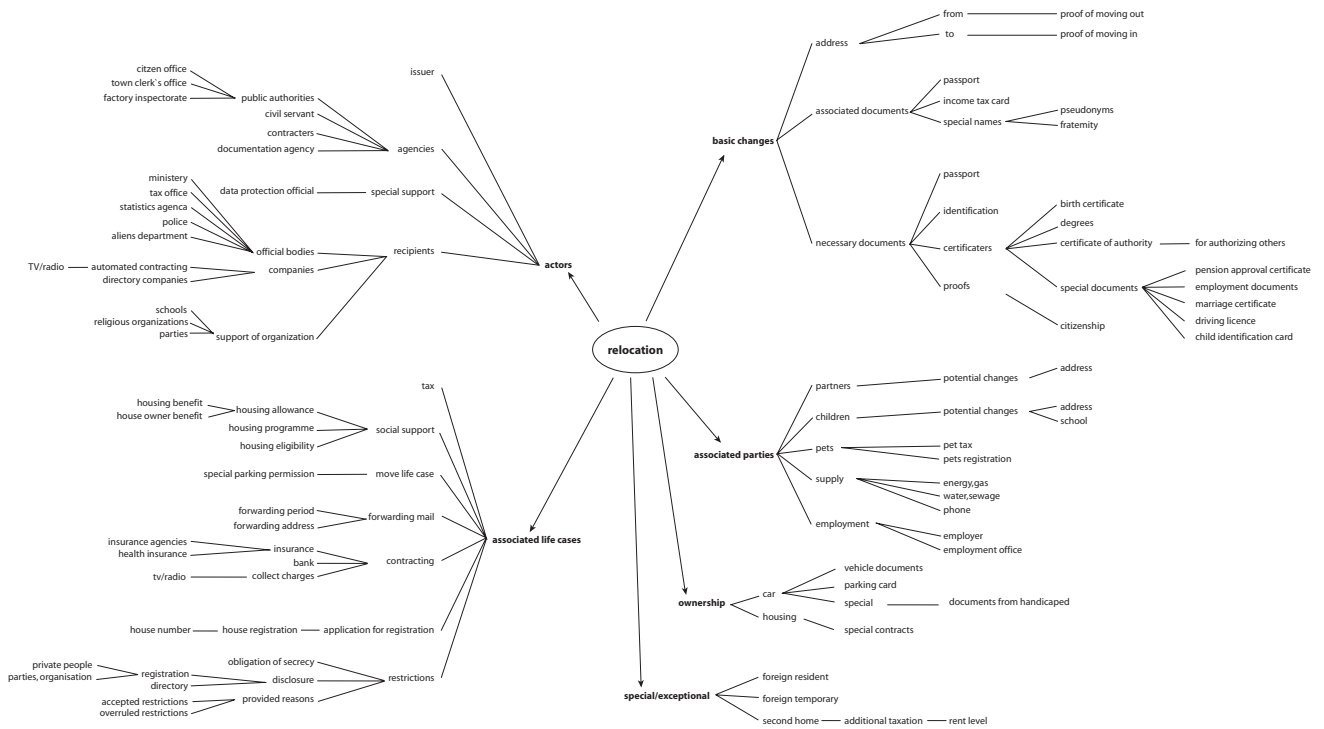 relocation
basic changes
address
from
proof of moving out
to
proof of moving in
associated documents
passport
income tax card
special names
pseudonyms
fratemity
necessary documents
passport
identification
certificaters
birth certificate
degrees
certificate of authority
for authorizing others
special documents
pension approval certificate
employment documents
marriage certificate
driving licence
child identification card
proofs
citizenship
associated parties
partners
potential changes
address
children
potential changes
address
school
pets
pet tax
pets registration
supply
energy,gas
water,sewage
phone
employment
employer
employment office
ownership
car
vehicle documents
parking card
special
documents from handicaped
housing
special contracts
special/exceptional
foreign resident
foreign temporary
second home
additional taxation
rent level
actors
issuer
agencies
public authorities
citzen office
town clerk`s office
factory inspectorate
civil servant
contracters
documentation agency
special support
data protection official
recipients
official bodies
ministery
tax office
statistics agenca
police
aliens department
companies
automated contracting
TV/radio
directory companies
support of organization
schools
religious organizations
parties
associated life cases
tax
social support
housing allowance
housing benefit
house owner benefit
housing programme
housing eligibility
move life case
special parking permission
forwarding mail
forwarding period
forwarding address
contracting
insurance
insurance agencies
health insurance
bank
collect charges
tv/radio
application for registration
house registration
house number
restrictions
obligation of secrecy
disclosure
registration
private people
parties, organisation
directory
provided reasons
accepted restrictions
overruled restrictions